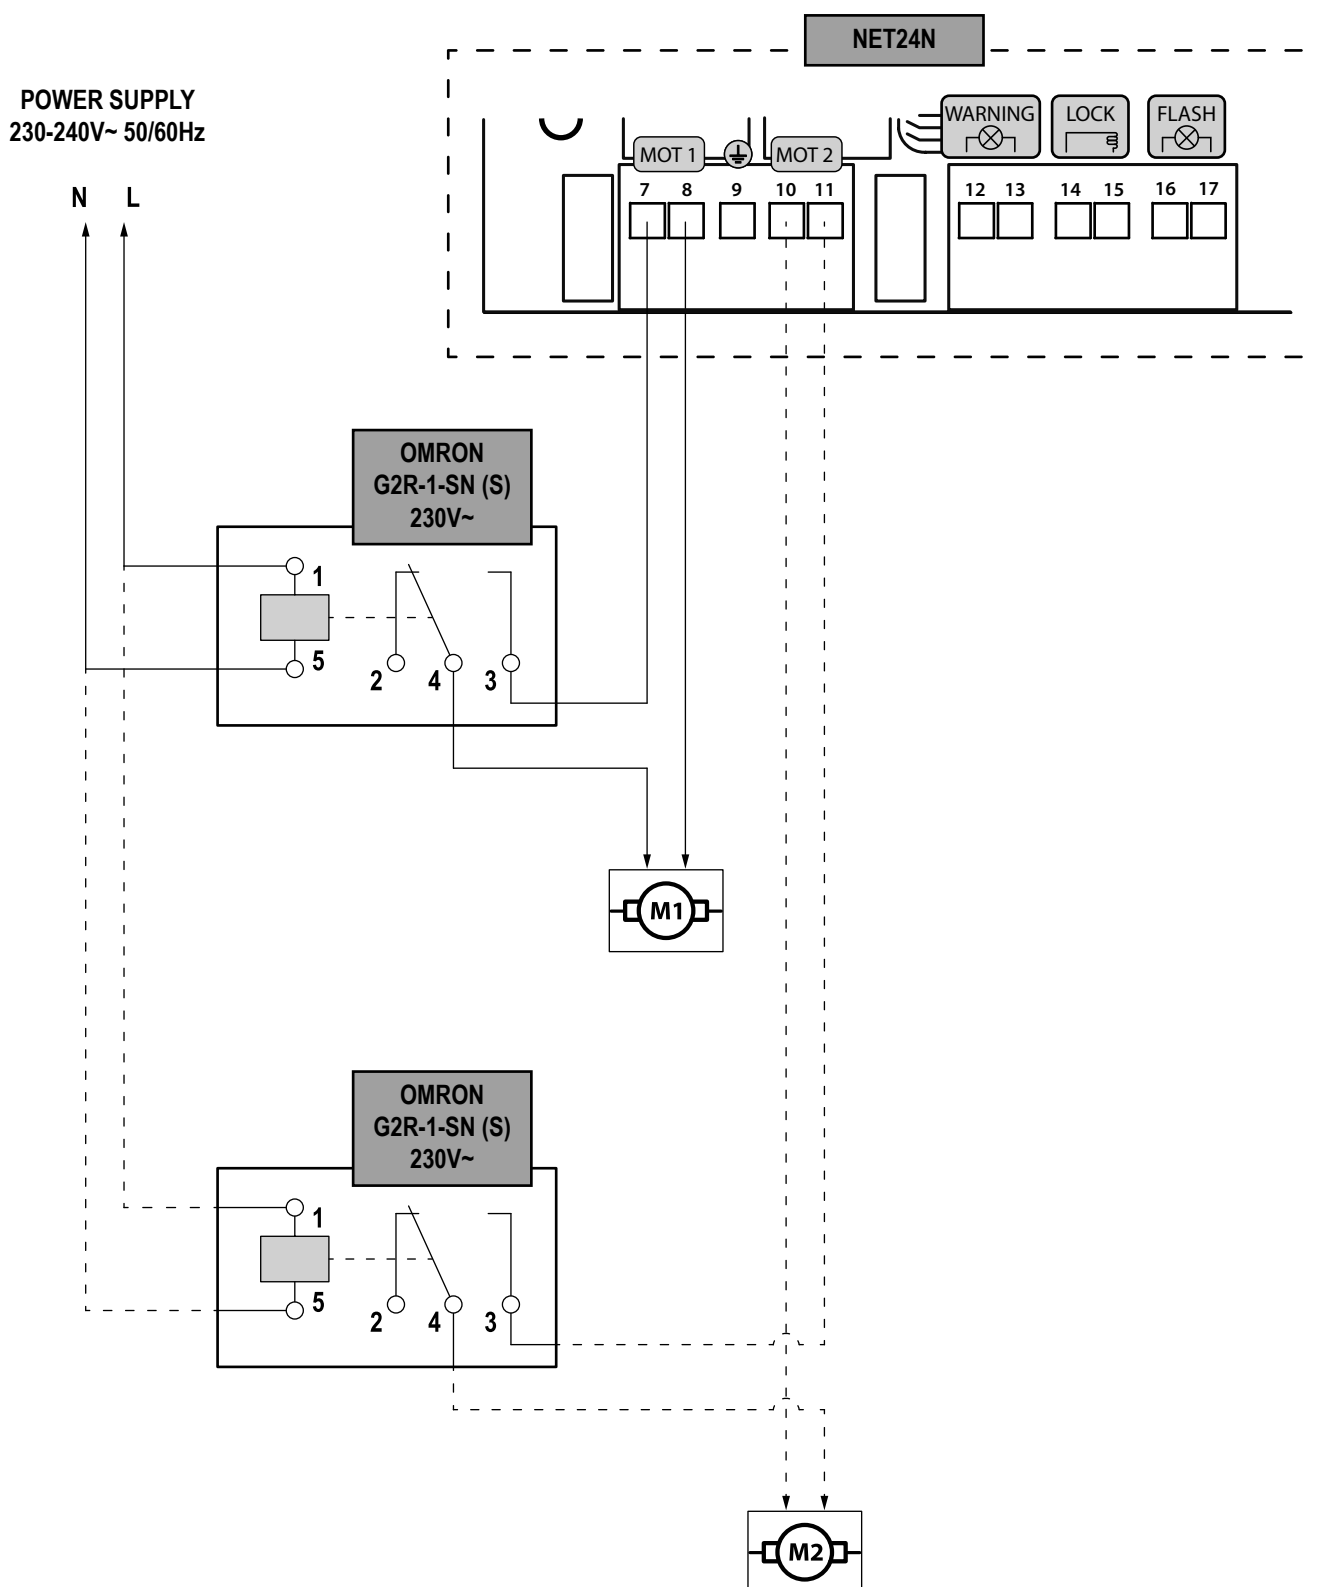 NET24N
POWER SUPPLY
230-240V~ 50/60Hz
WARNING LOCK FLASH
MOT 1 MOT 2
N L
7 8 9 10 11 12 13 14 15 16 17
OMRON
G2R-1-SN (S)
230V~
1
5
2 4 3
M1
OMRON
G2R-1-SN (S)
230V~
1
5
2 4 3
M2